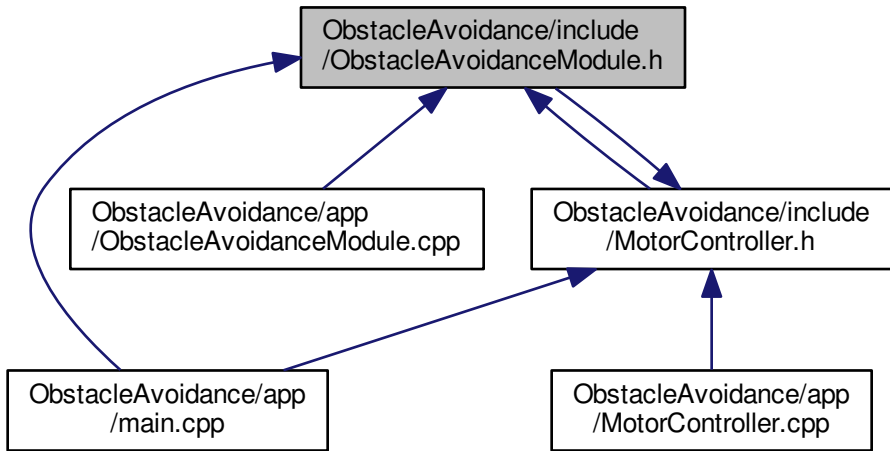 ObstacleAvoidance/include
/ObstacleAvoidanceModule.h
ObstacleAvoidance/app
/ObstacleAvoidanceModule.cpp
ObstacleAvoidance/include
/MotorController.h
ObstacleAvoidance/app
/main.cpp
ObstacleAvoidance/app
/MotorController.cpp